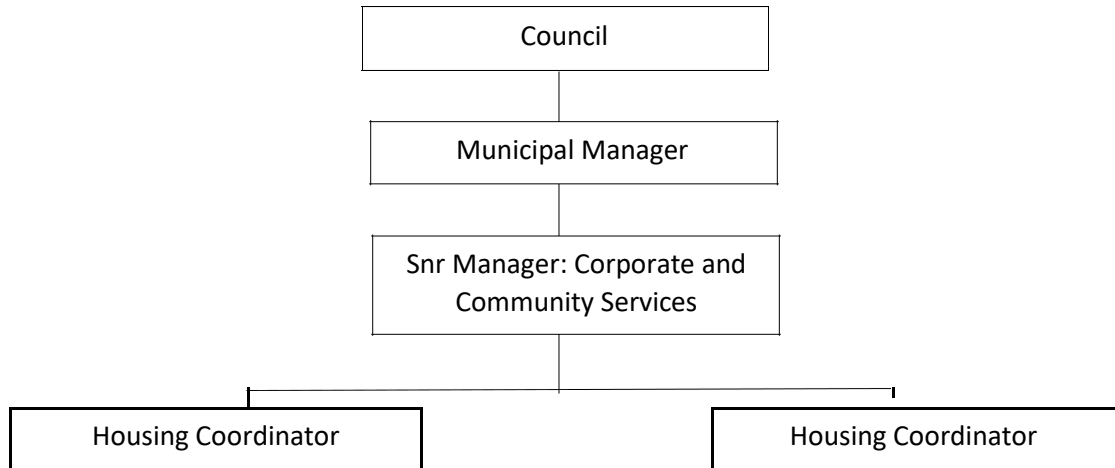 Council
Municipal Manager
Snr Manager: Corporate and
Community Services
Housing Coordinator
Housing Coordinator